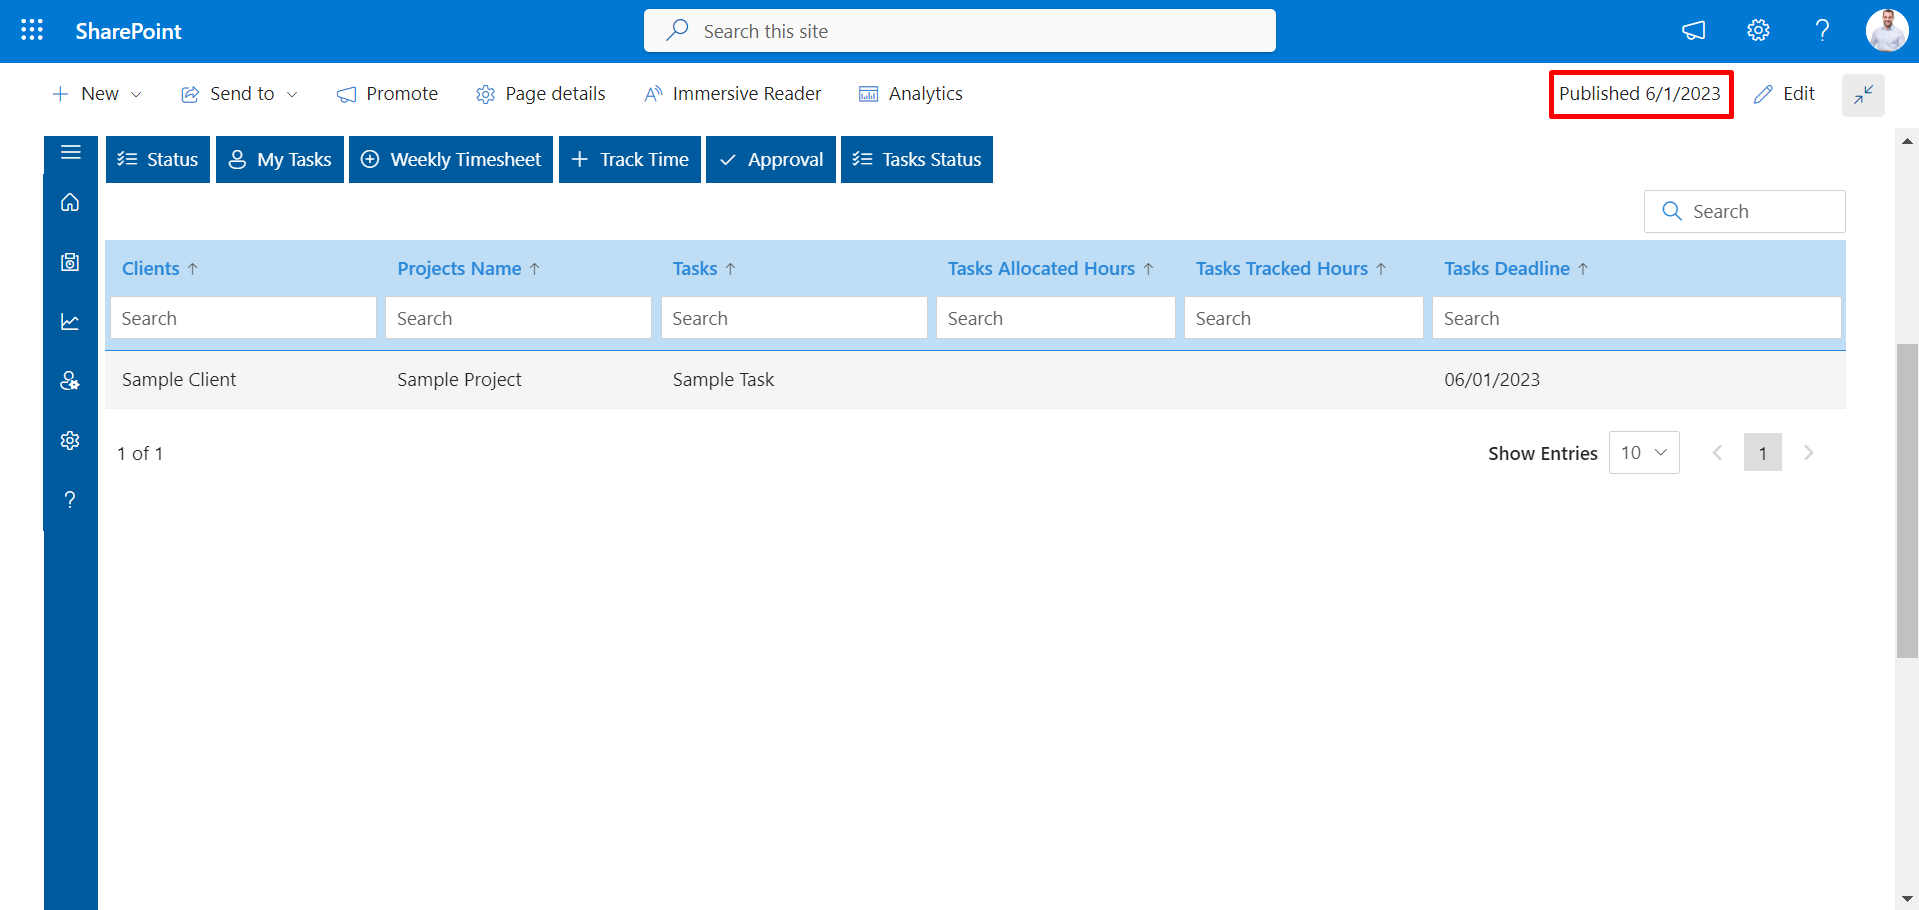 SharePoint
Search this site
New
Send to
Promote
Page details
Immersive Reader
Analytics
Published 6/1/2023
Edit
Status
My Tasks
Weekly Timesheet
Track Time
Approval
Tasks Status
Search
Clients
Projects Name
Tasks
Tasks Allocated Hours
Tasks Tracked Hours
Tasks Deadline
Search
Search
Search
Search
Search
Search
Sample Client
Sample Project
Sample Task
06/01/2023
1 of 1
Show Entries
10
1